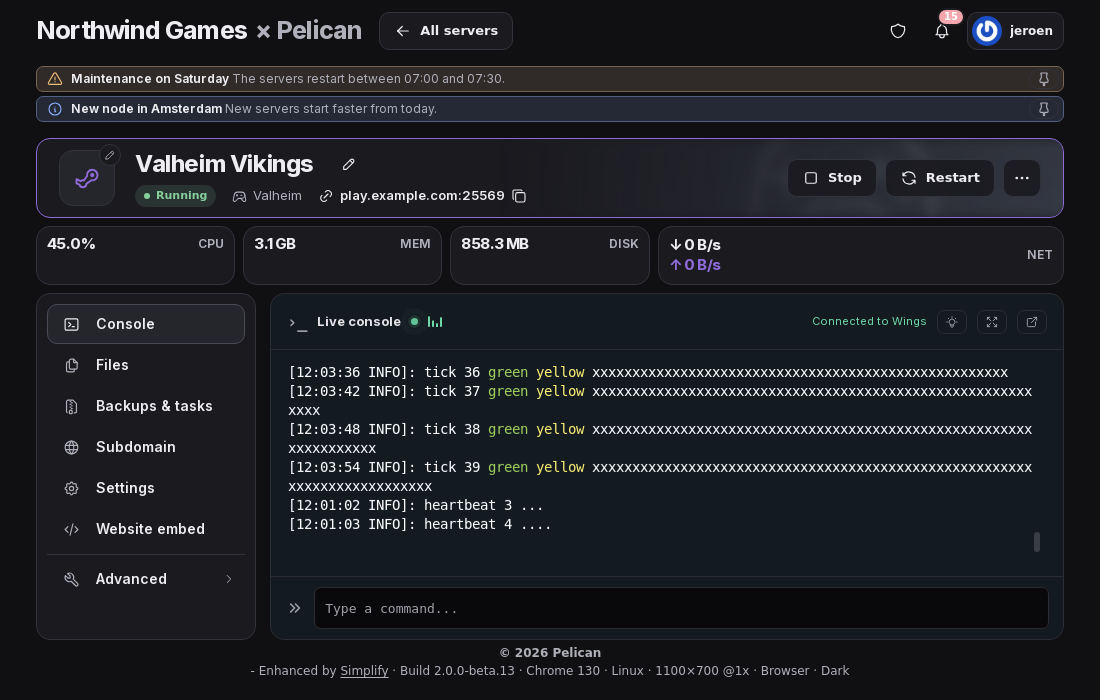 Northwind Games × Pelican
All servers
15
jeroen
Maintenance on Saturday The servers restart between 07:00 and 07:30.
New node in Amsterdam New servers start faster from today.
Valheim Vikings
Running
Valheim
play.example.com:25569
Stop
Restart
45.0%
CPU
3.1 GB
MEM
858.3 MB
DISK
0 B/s
0 B/s
NET
Console
Files
Backups & tasks
Subdomain
Settings
Website embed
Advanced
Live console
Connected to Wings
[12:03:36 INFO]: tick 36 green yellow xxxxxxxxxxxxxxxxxxxxxxxxxxxxxxxxxxxxxxxxxxxxxxxxxxxx
[12:03:42 INFO]: tick 37 green yellow xxxxxxxxxxxxxxxxxxxxxxxxxxxxxxxxxxxxxxxxxxxxxxxxxxxxxxx
xxxx
[12:03:48 INFO]: tick 38 green yellow xxxxxxxxxxxxxxxxxxxxxxxxxxxxxxxxxxxxxxxxxxxxxxxxxxxxxxx
xxxxxxxxxxx
[12:03:54 INFO]: tick 39 green yellow xxxxxxxxxxxxxxxxxxxxxxxxxxxxxxxxxxxxxxxxxxxxxxxxxxxxxxx
xxxxxxxxxxxxxxxxxx
[12:01:02 INFO]: heartbeat 3 ...
[12:01:03 INFO]: heartbeat 4 ....
Type a command...
© 2026 Pelican
- Enhanced by Simplify · Build 2.0.0-beta.13 · Chrome 130 · Linux · 1100×700 @1x · Browser · Dark